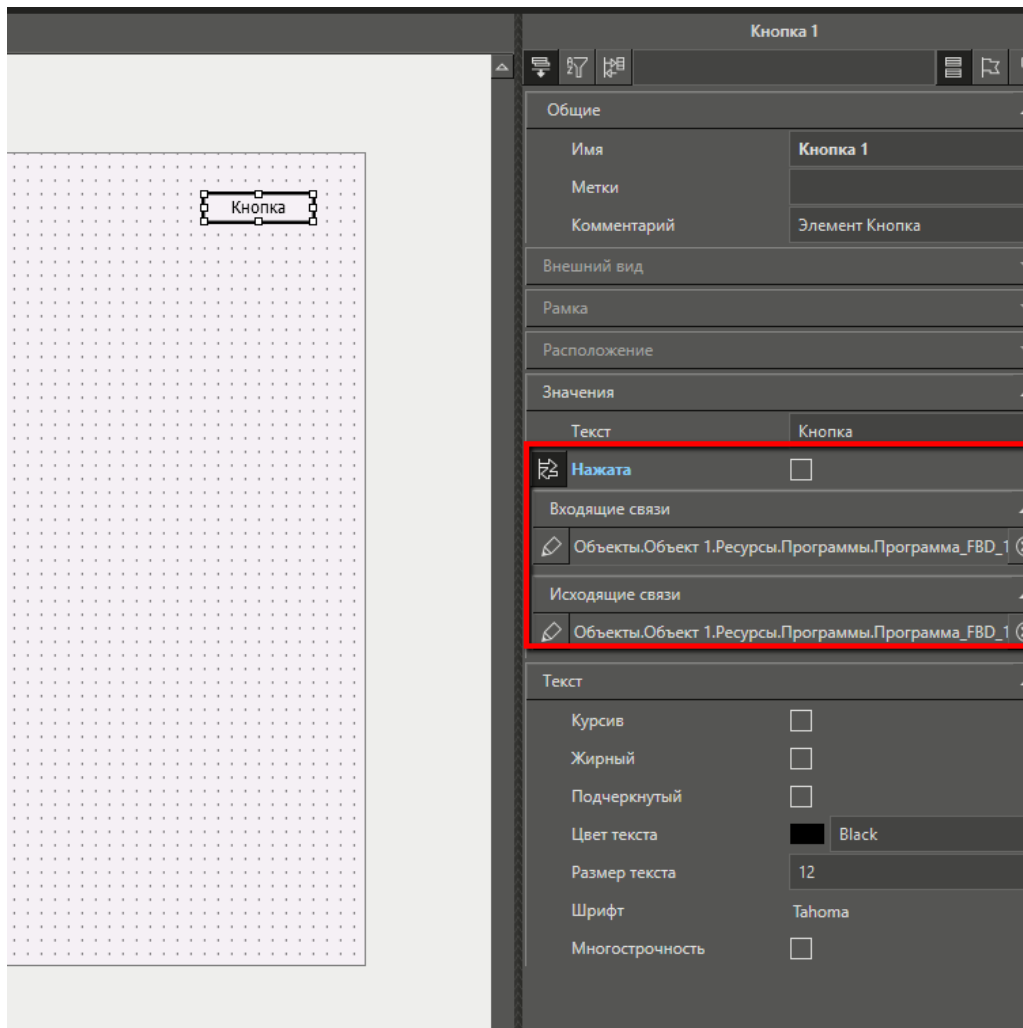 Кнопка 1
Общие
Имя Кнопка 1
Метки
Комментарий Элемент Кнопка
Кнопка
Внешний вид
Рамка
Расположение
Значения
Текст Кнопка
Нажата
Входящие связи
Объекты.Объект 1.Ресурсы.Программы.Программа_FBD_1
Исходящие связи
Объекты.Объект 1.Ресурсы.Программы.Программа_FBD_1
Текст
Курсив
Жирный
Подчеркнутый
Цвет текста Black
Размер текста 12
Шрифт Tahoma
Многострочность